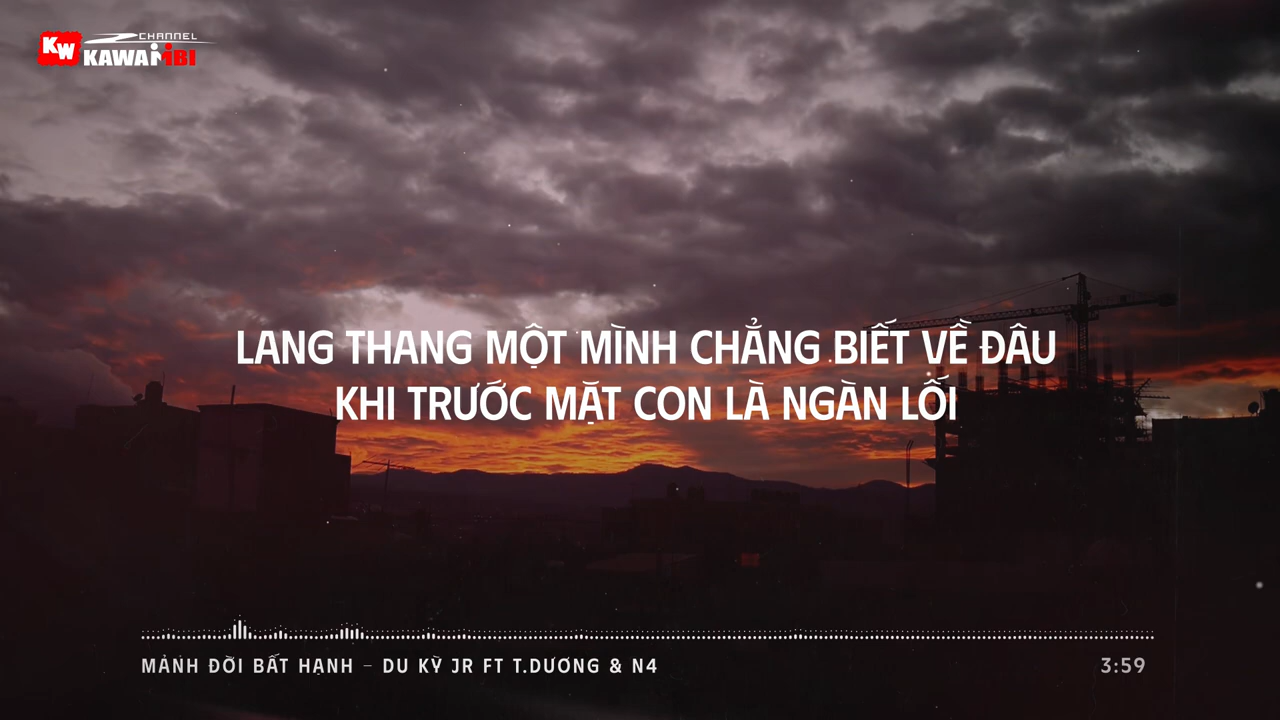 KW CHANNEL
KAWAIIBI
LANG THANG MỘT MÌNH CHẲNG BIẾT VỀ ĐÂU
KHI TRƯỚC MẶT CON LÀ NGÀN LỐI
MẢNH ĐỜI BẤT HẠNH - DU KỲ JR FT T.DƯƠNG & N4
3:59